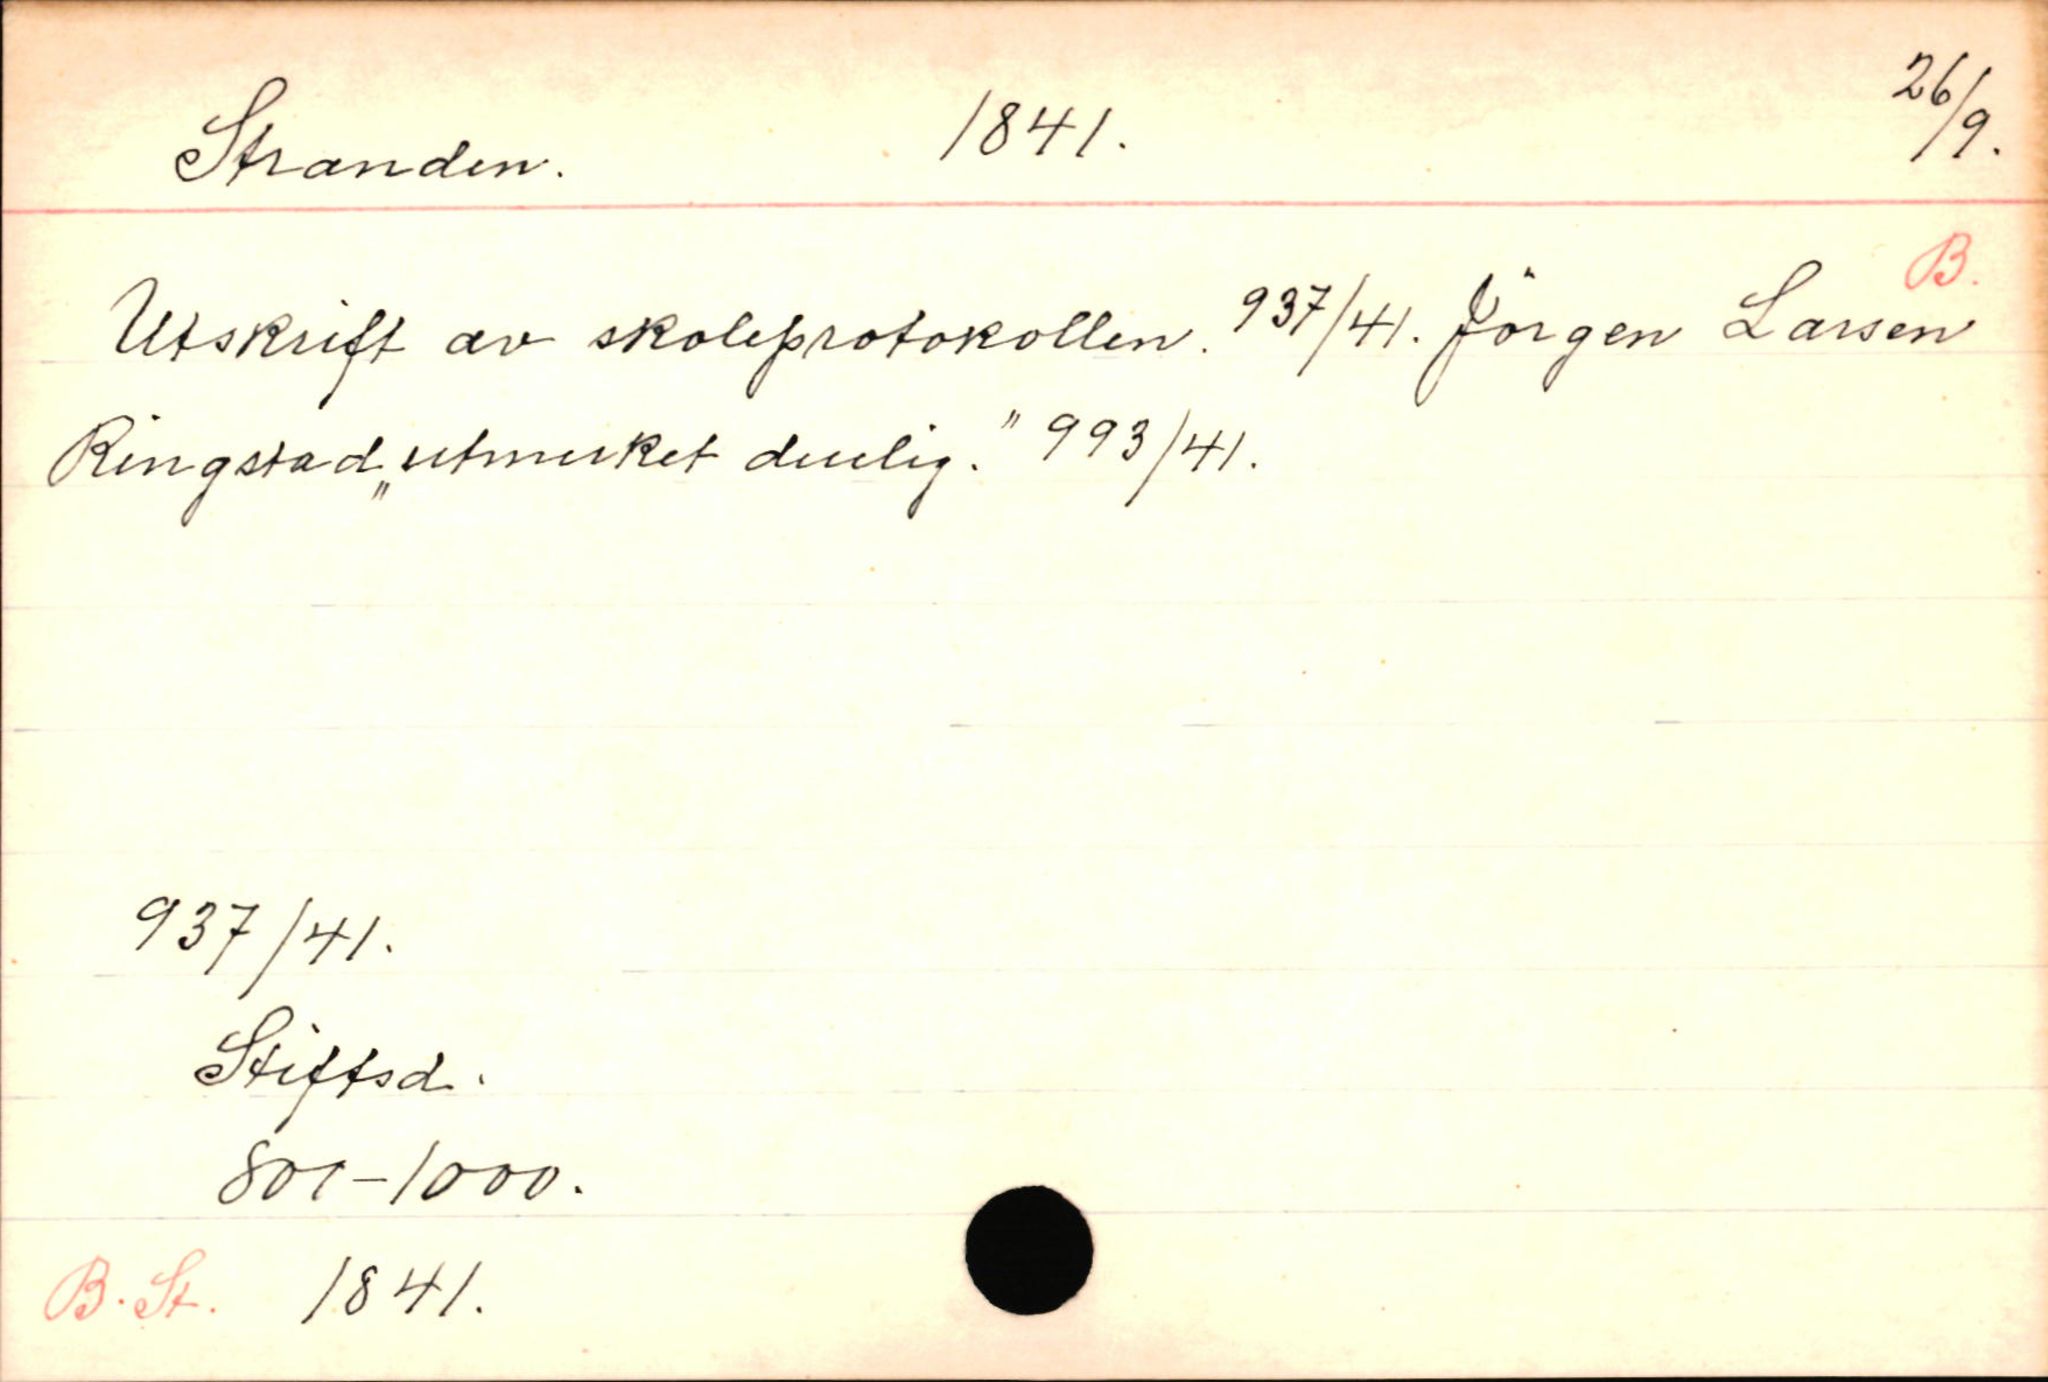 Stranden. 1841. 26/9.
B.
Utskrift av skoleprotokollen. 937/41. Jörgen Larsen
Ringstad „utmerket duelig.“ 993/41.
937/41.
Stiftsd.
801-1000.
B. St. 1841.